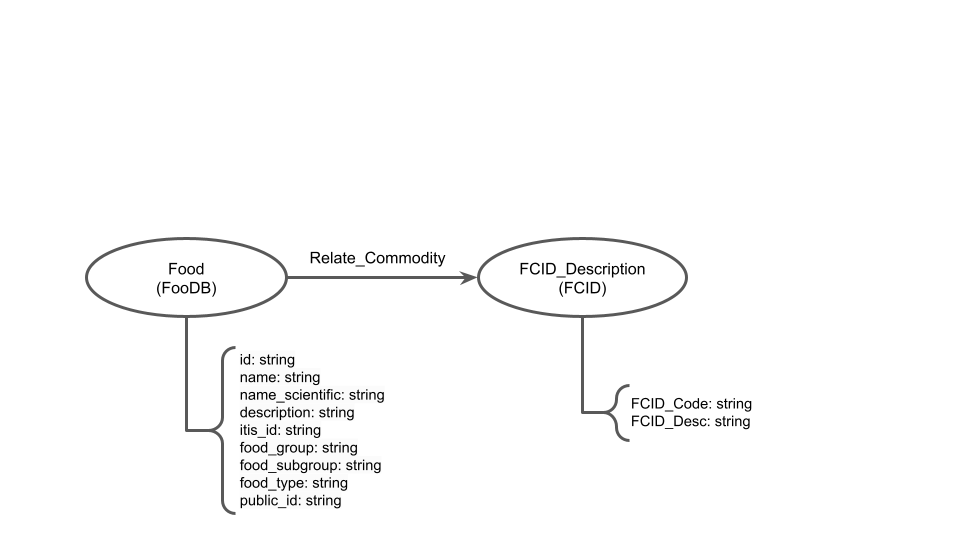 Relate_Commodity
Food
(FooDB)
FCID_Description
(FCID)
id: string
name: string
name_scientific: string
description: string
itis_id: string
food_group: string
food_subgroup: string
food_type: string
public_id: string
FCID_Code: string
FCID_Desc: string